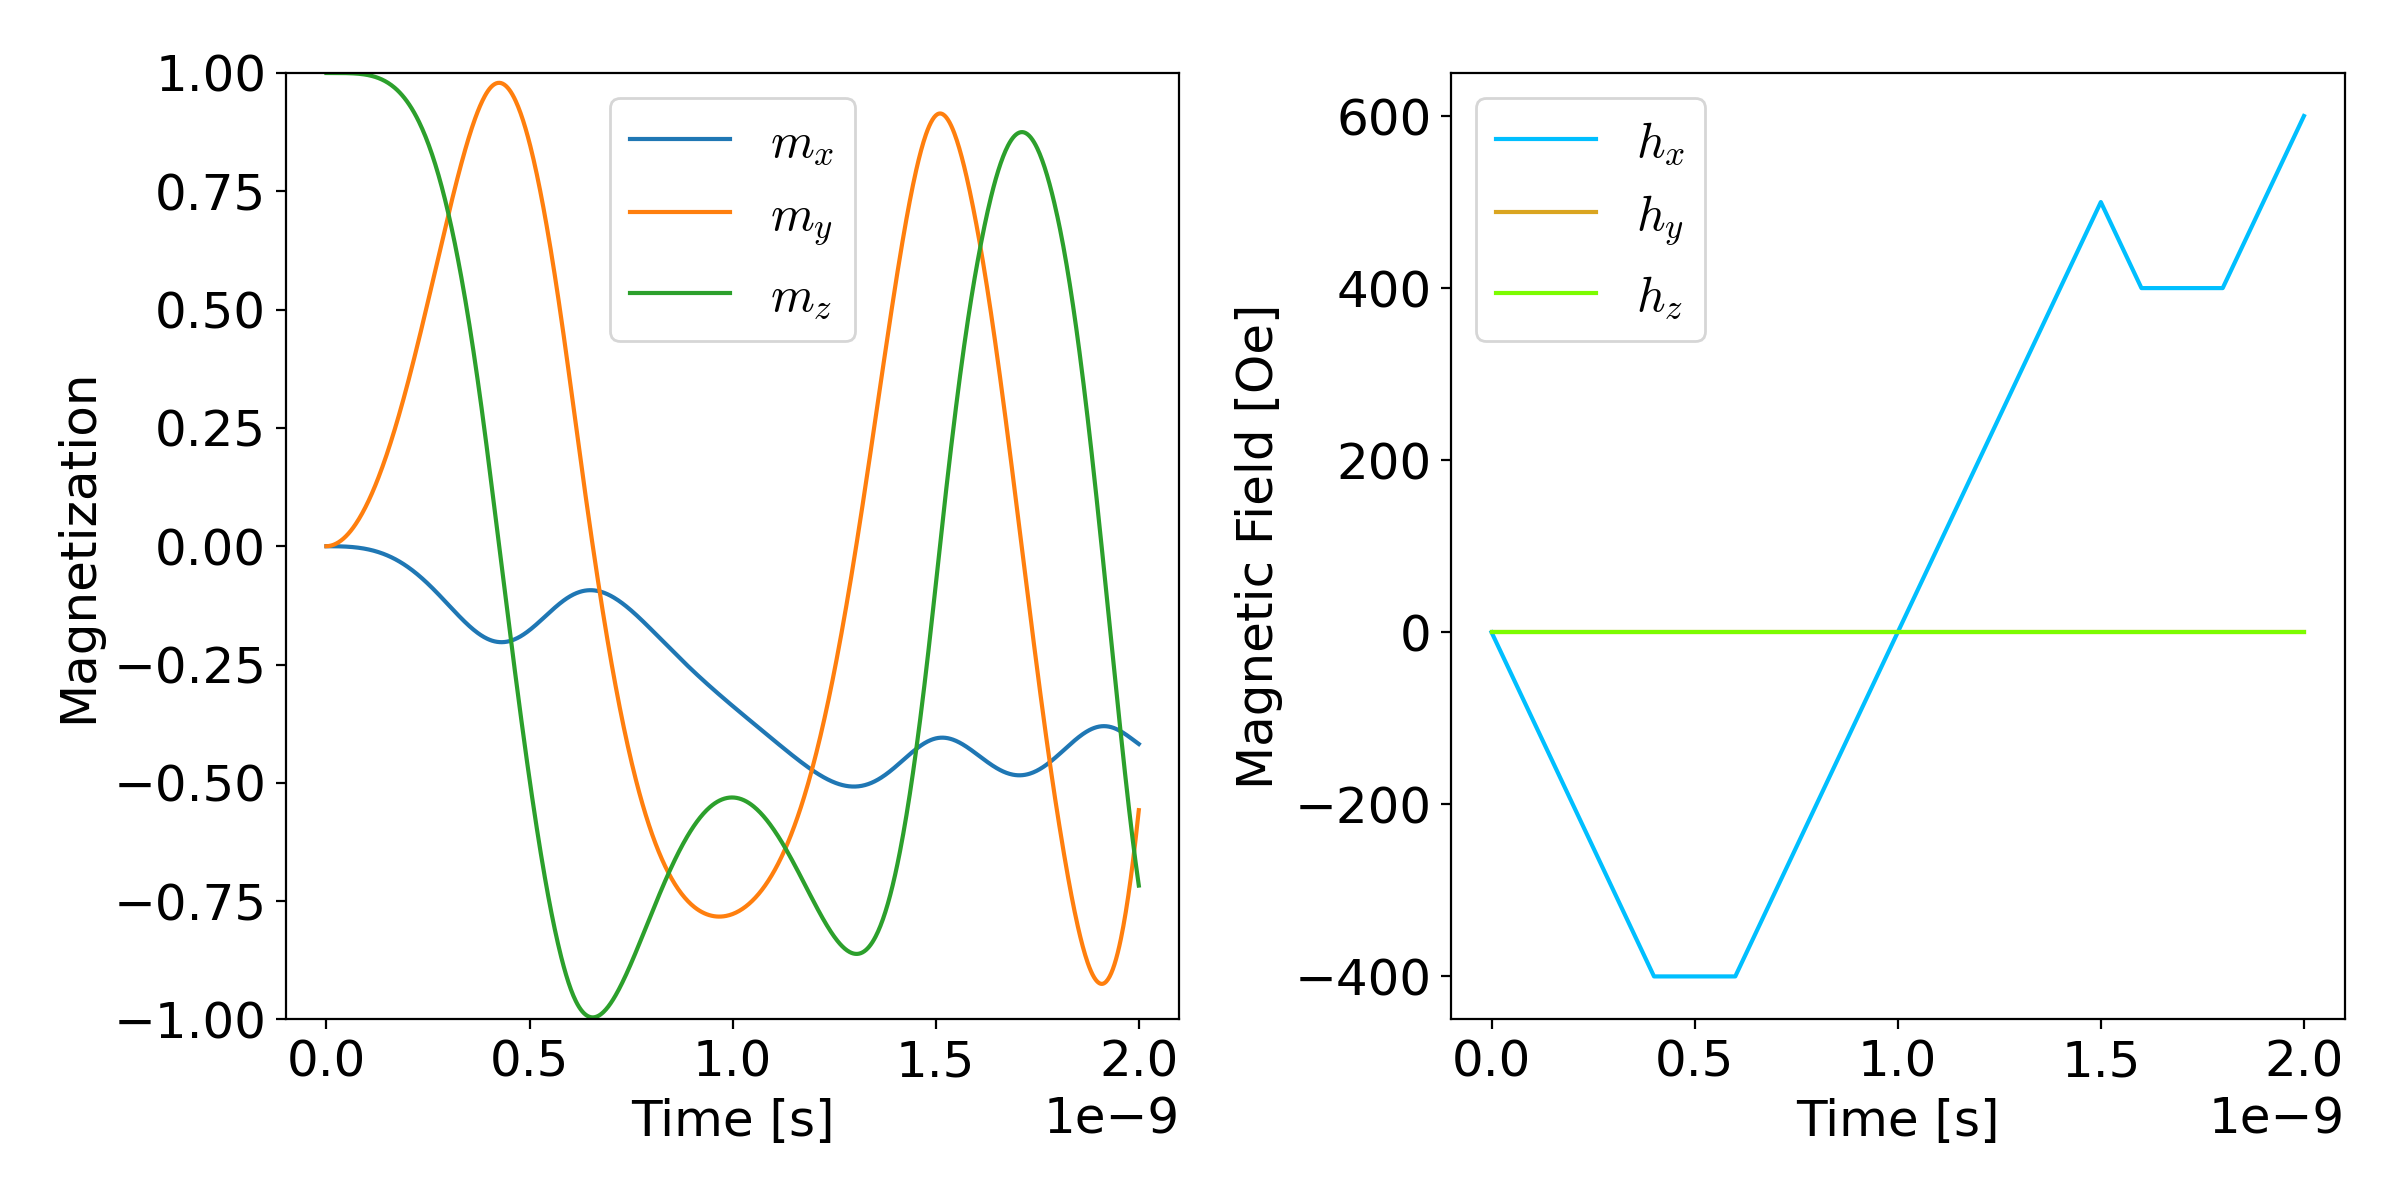 Magnetization
1.00
0.75
0.50
0.25
0.00
−0.25
−0.50
−0.75
−1.00
m_x
m_y
m_z
0.0 0.5 1.0 1.5 2.0
Time [s]
1e−9
Magnetic Field [Oe]
600
400
200
0
−200
−400
h_x
h_y
h_z
0.0 0.5 1.0 1.5 2.0
Time [s]
1e−9